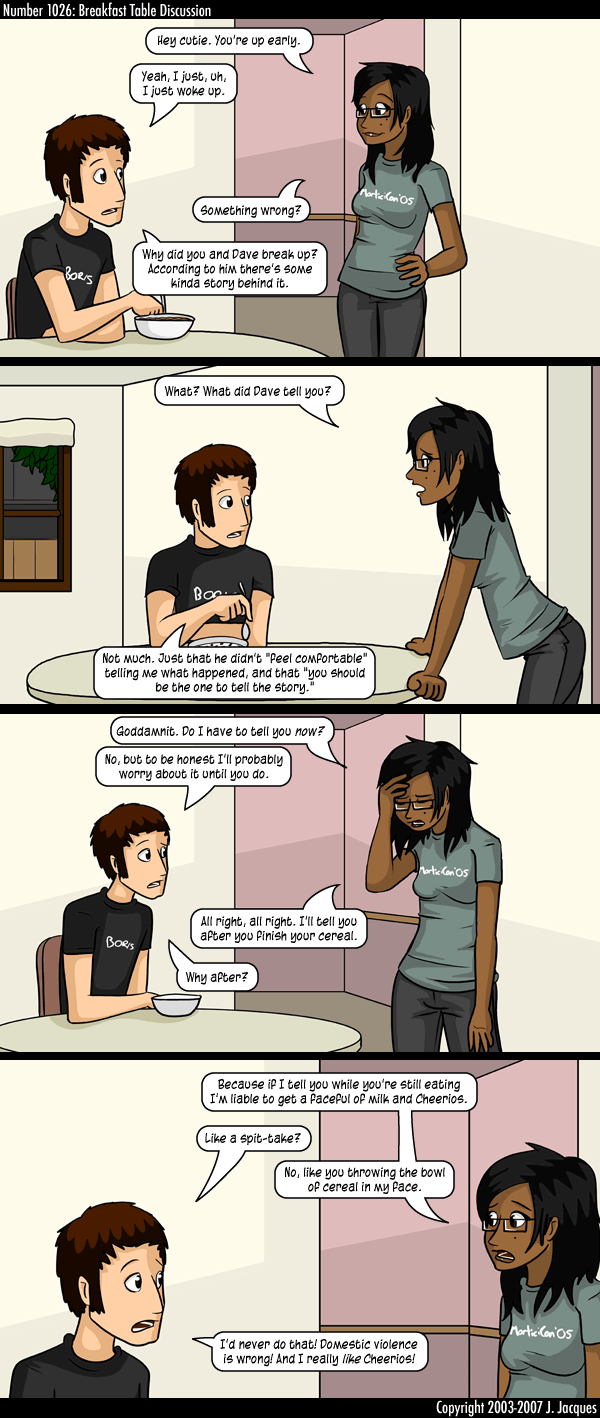 Number 1026: Breakfast Table Discussion
Hey cutie. You're up early.
Yeah, I just, uh,
I just woke up.
Something wrong?
Why did you and Dave break up?
According to him there's some
kinda story behind it.
Boris
MorticiCon '05
What? What did Dave tell you?
Boris
Not much. Just that he didn't "feel comfortable"
telling me what happened, and that "you should
be the one to tell the story."
Goddamnit. Do I have to tell you now?
No, but to be honest I'll probably
worry about it until you do.
All right, all right. I'll tell you
after you finish your cereal.
Why after?
Boris
MorticiCon '05
Because if I tell you while you're still eating
I'm liable to get a faceful of milk and Cheerios.
Like a spit-take?
No, like you throwing the bowl
of cereal in my face.
I'd never do that! Domestic violence
is wrong! And I really like Cheerios!
MorticiCon '05
Copyright 2003-2007 J. Jacques